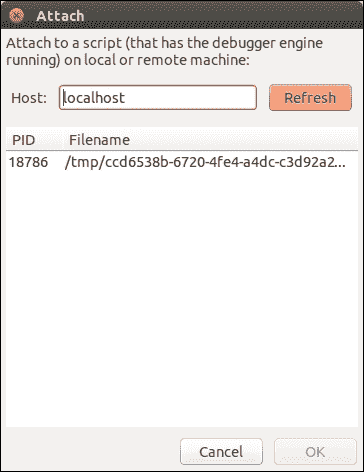 Attach
Attach to a script (that has the debugger engine
running) on local or remote machine:
Host: localhost Refresh
PID Filename
18786 /tmp/ccd6538b-6720-4fe4-a4dc-c3d92a2...
Cancel OK